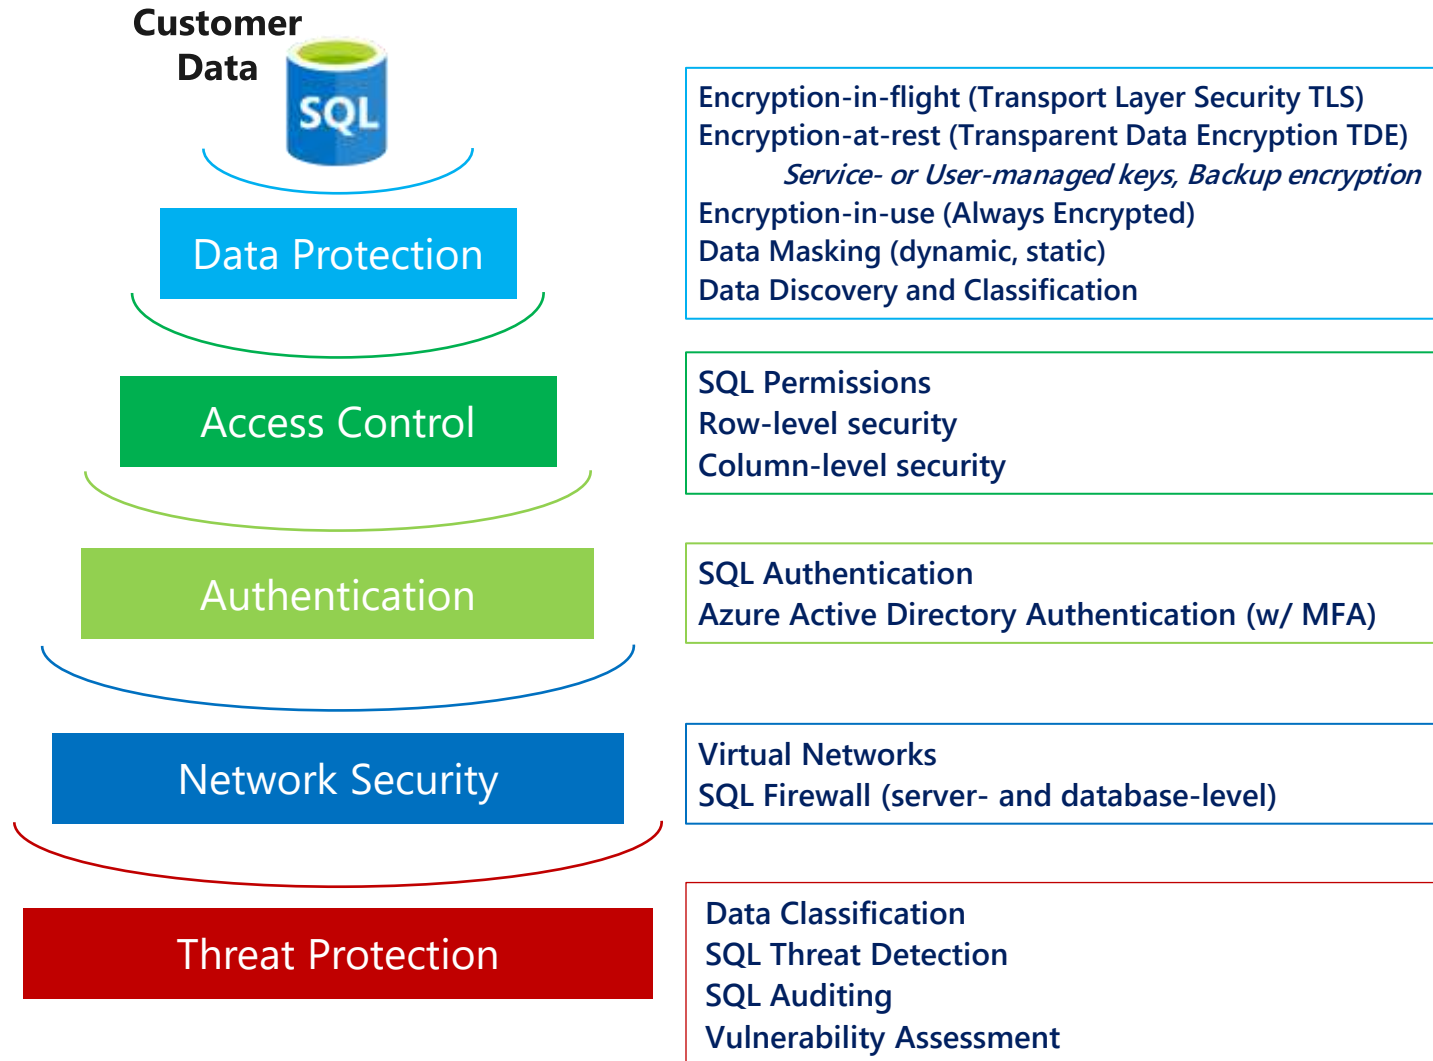 Customer
Data
SQL
Data Protection
Encryption-in-flight (Transport Layer Security TLS)
Encryption-at-rest (Transparent Data Encryption TDE)
Service- or User-managed keys, Backup encryption
Encryption-in-use (Always Encrypted)
Data Masking (dynamic, static)
Data Discovery and Classification
Access Control
SQL Permissions
Row-level security
Column-level security
Authentication
SQL Authentication
Azure Active Directory Authentication (w/ MFA)
Network Security
Virtual Networks
SQL Firewall (server- and database-level)
Threat Protection
Data Classification
SQL Threat Detection
SQL Auditing
Vulnerability Assessment